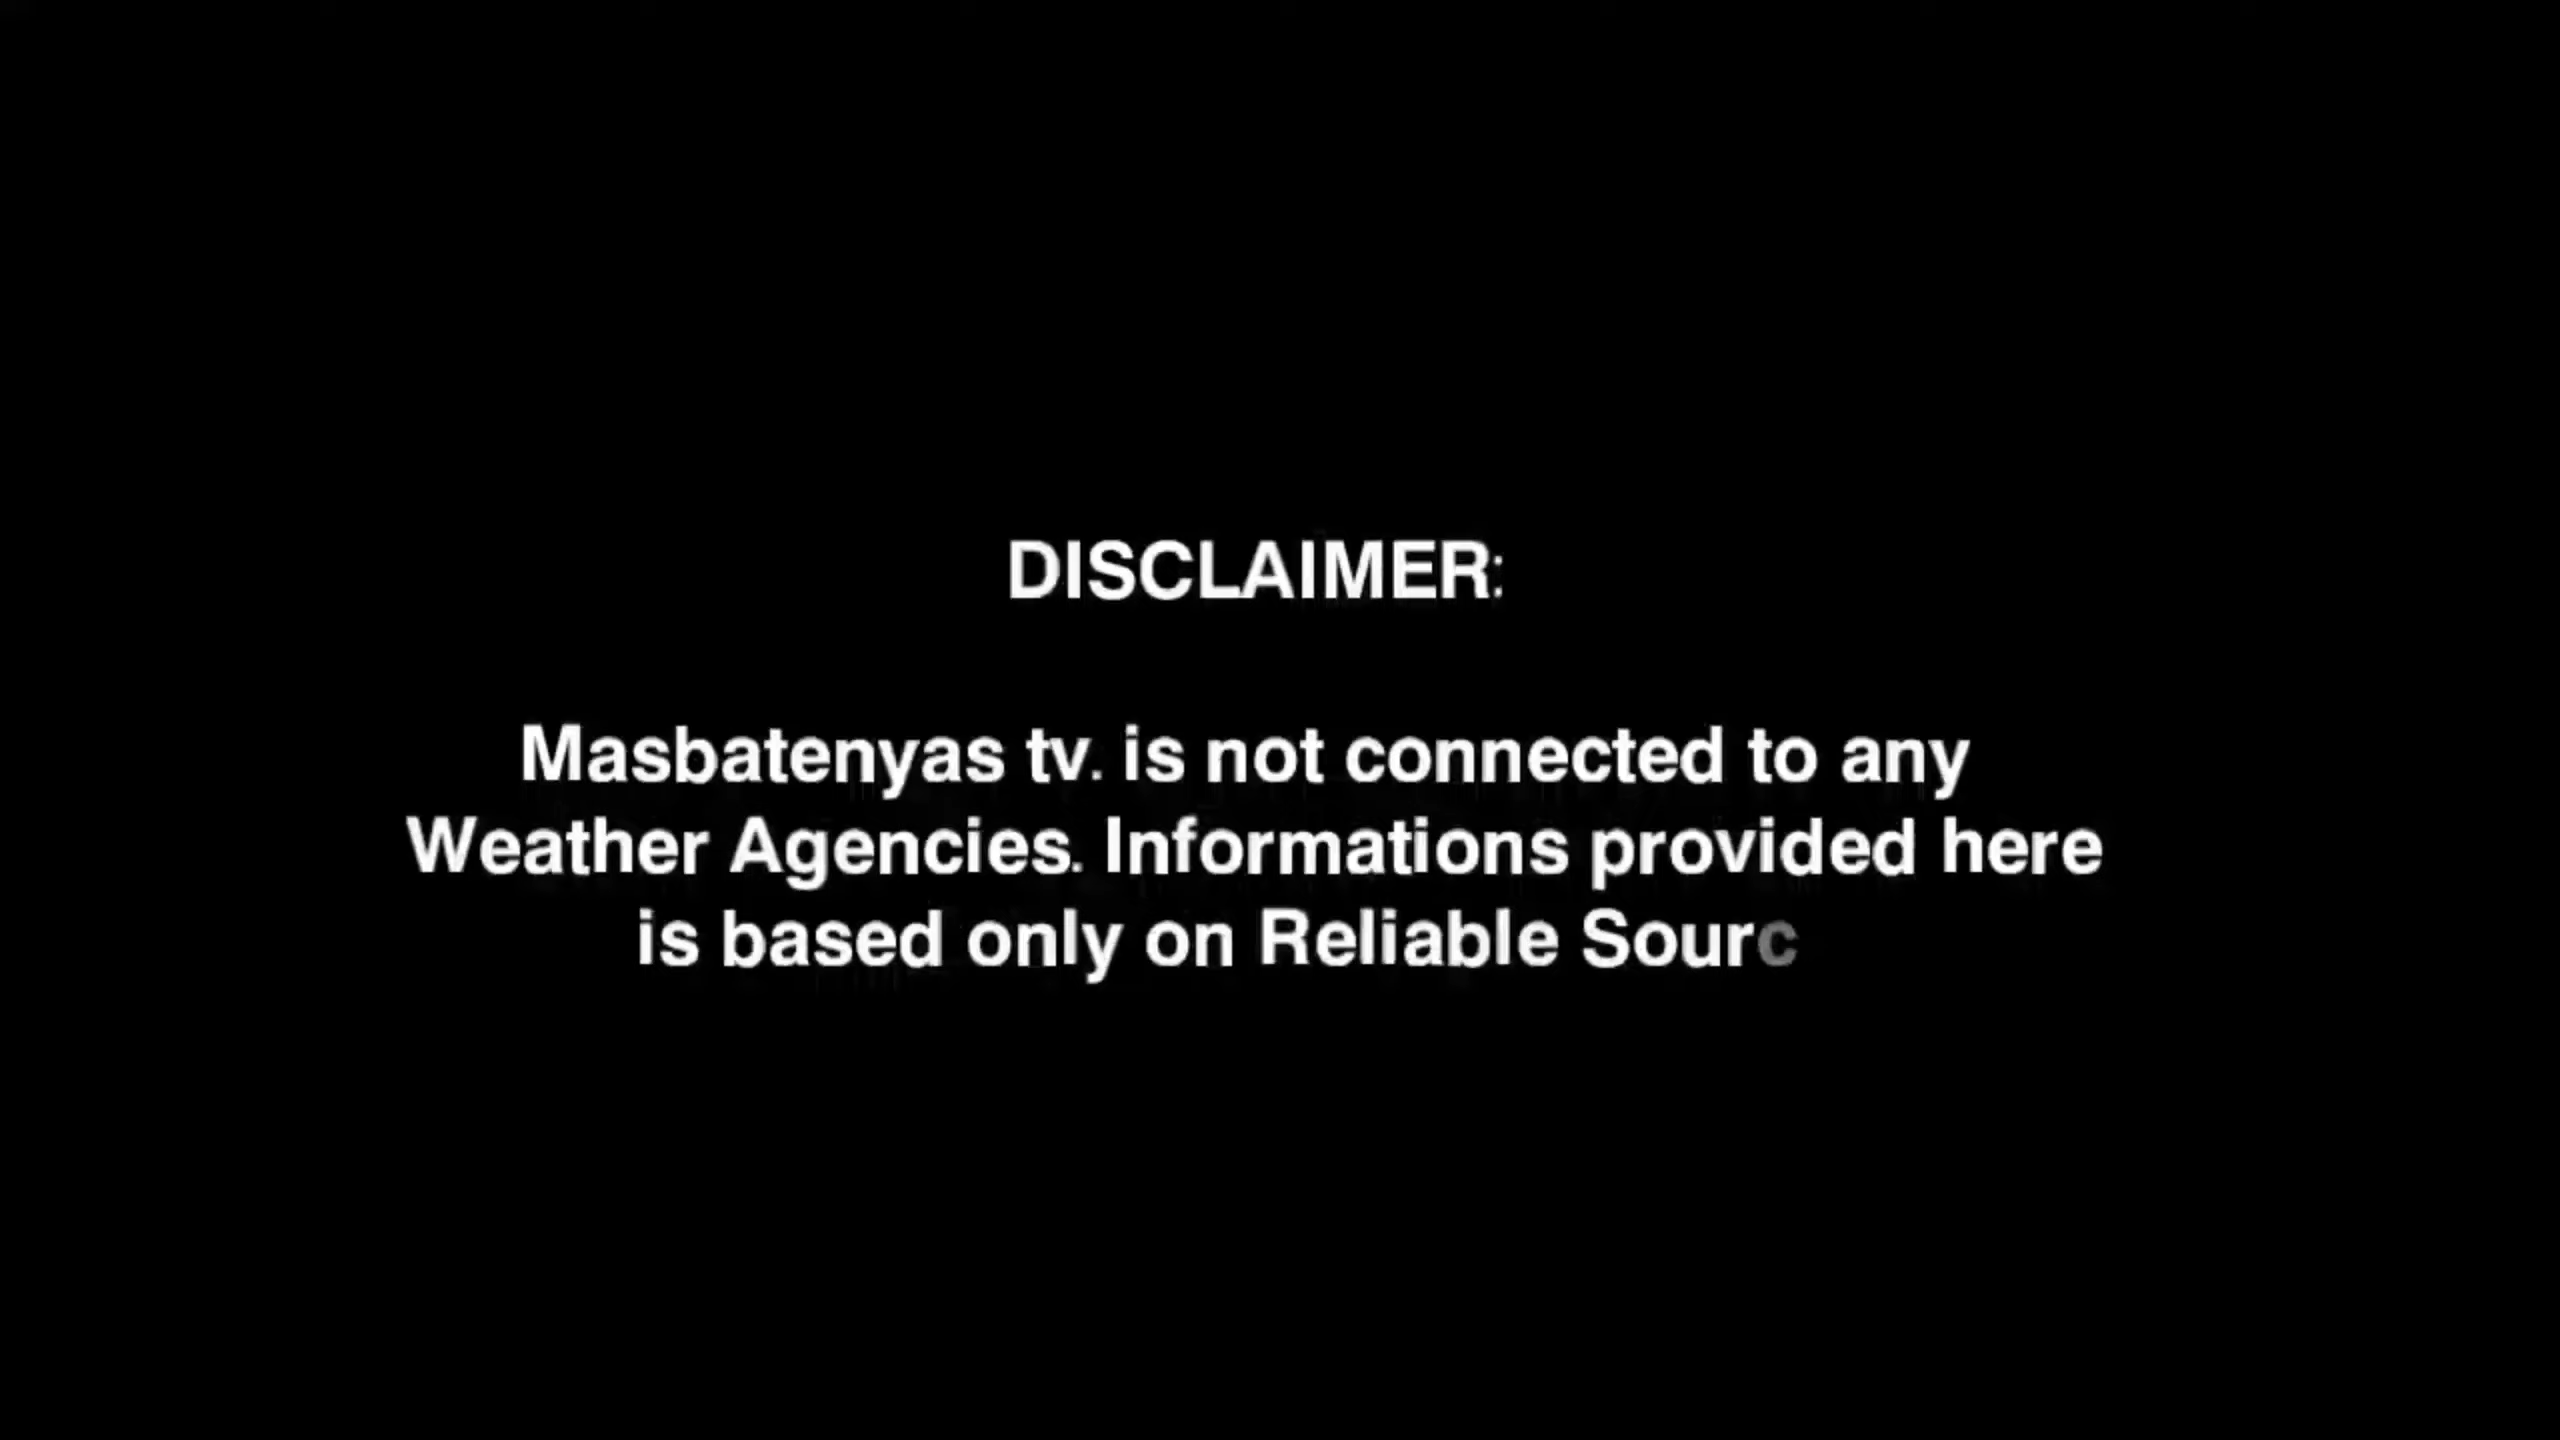 DISCLAIMER:
Masbatenyas tv. is not connected to any
Weather Agencies. Informations provided here
is based only on Reliable Sourc